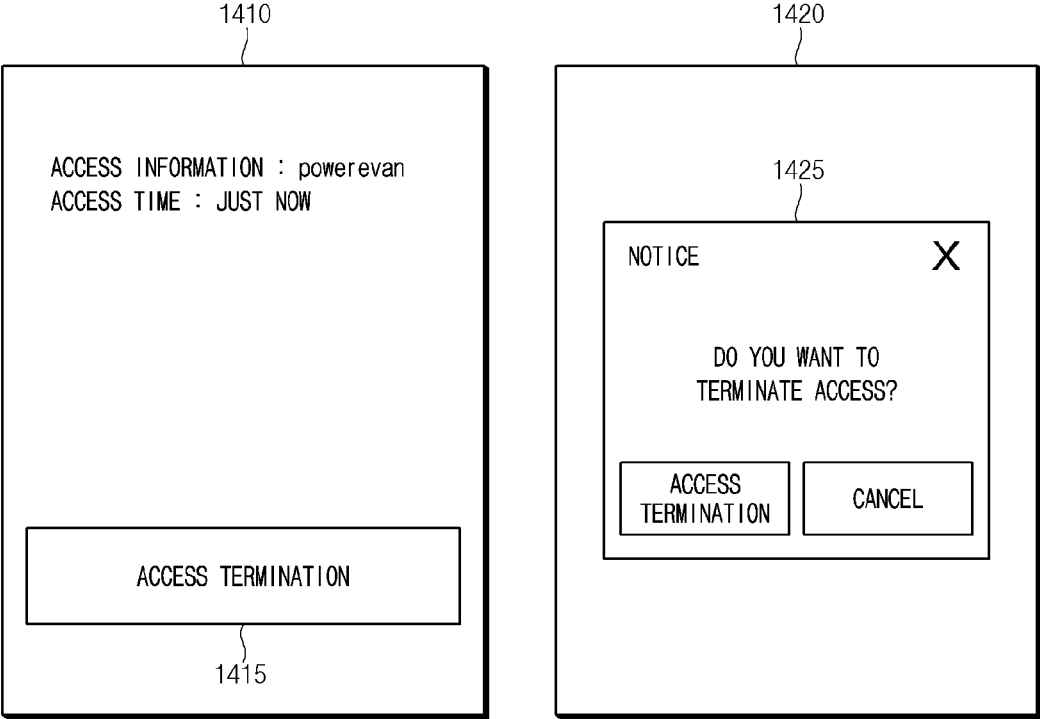 1410
ACCESS INFORMATION : powerevan
ACCESS TIME : JUST NOW
ACCESS TERMINATION
1415
1420
1425
NOTICE X
DO YOU WANT TO
TERMINATE ACCESS?
ACCESS
TERMINATION
CANCEL